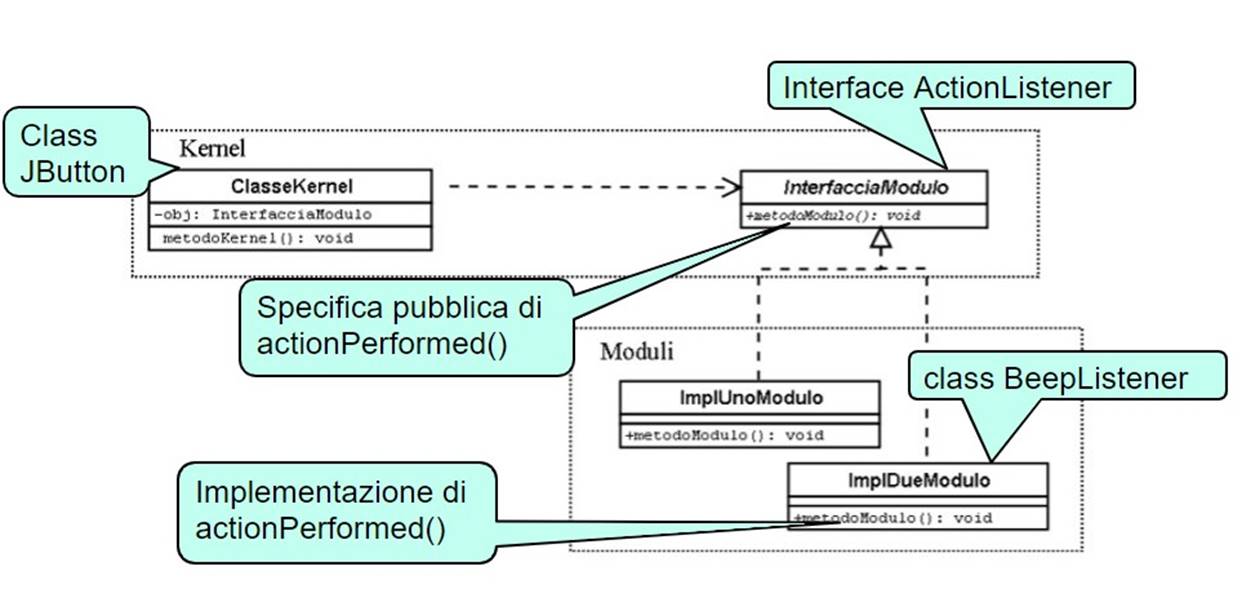 Interface ActionListener
Class
JButton
Kernel
ClasseKernel
-obj: InterfacciaModulo
metodoKernel(): void
InterfacciaModulo
+metodoModulo(): void
Specifica pubblica di
actionPerformed()
Moduli
class BeepListener
ImplUnoModulo
+metodoModulo(): void
ImplDueModulo
+metodoModulo(): void
Implementazione di
actionPerformed()